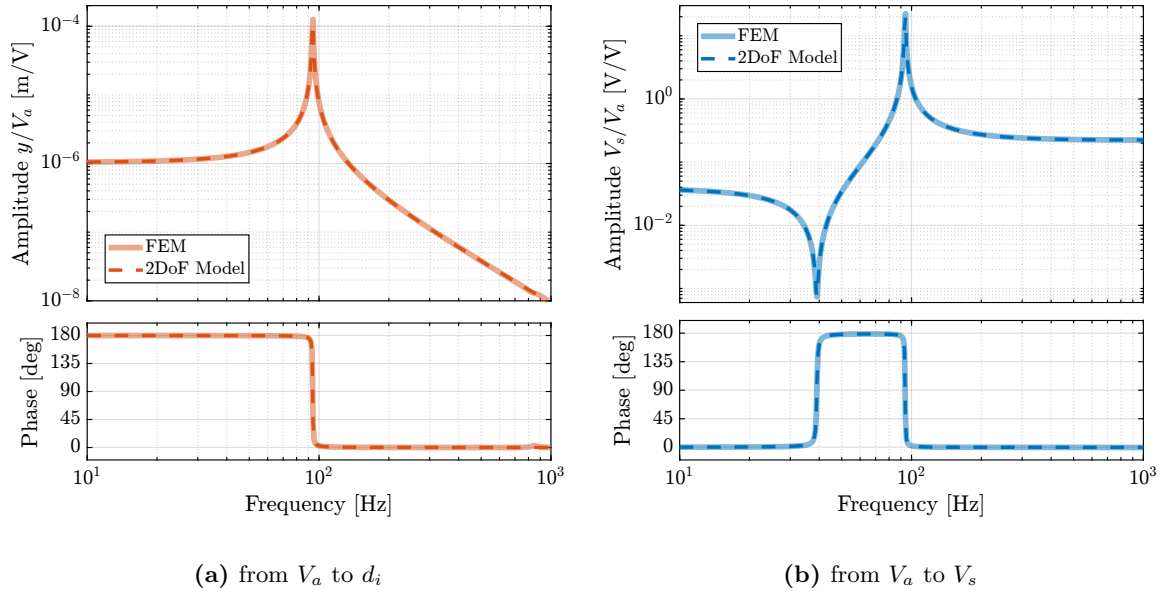 10^{-4}
10^{-6}
10^{-8}
Amplitude y/V_a [m/V]
FEM
2DoF Model
180
135
90
45
0
Phase [deg]
10^1
10^2
10^3
Frequency [Hz]
(a) from V_a to d_i
10^0
10^{-2}
Amplitude V_s/V_a [V/V]
FEM
2DoF Model
180
135
90
45
0
Phase [deg]
10^1
10^2
10^3
Frequency [Hz]
(b) from V_a to V_s